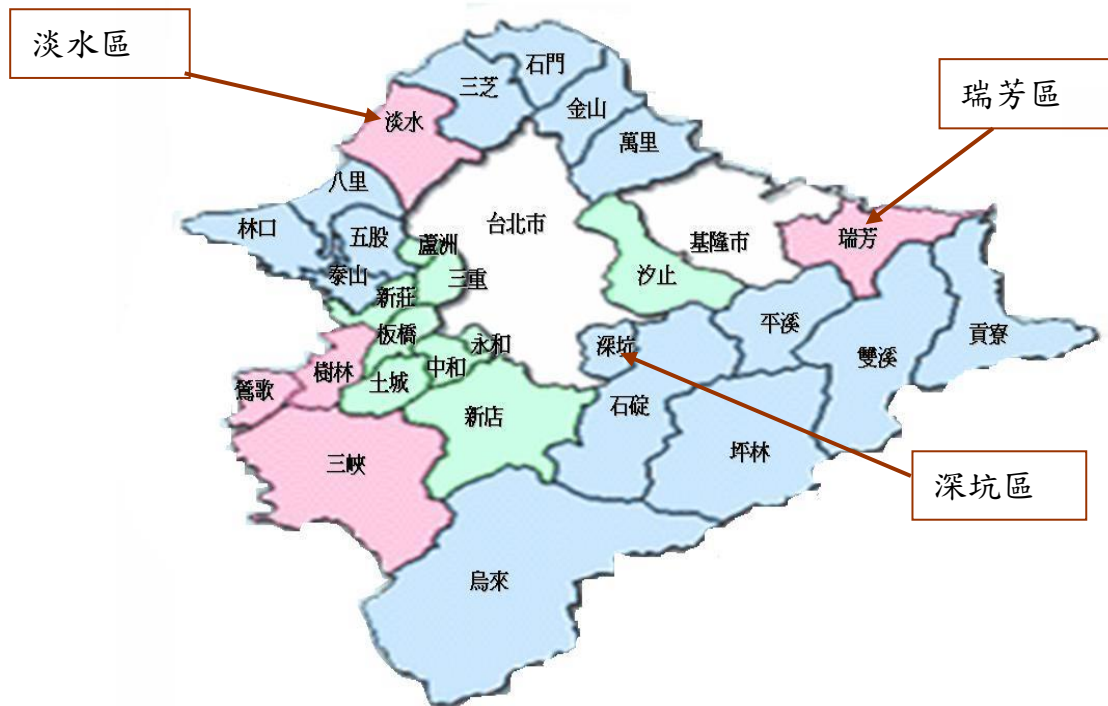 淡水區
石門
三芝
金山
瑞芳區
淡水
萬里
八里
林口
五股
台北市
蘆洲
基隆市
瑞芳
泰山
三重
汐止
新莊
平溪
板橋
永和
深坑
雙溪
貢寮
樹林
中和
鶯歌
土城
石碇
新店
坪林
三峽
深坑區
烏來